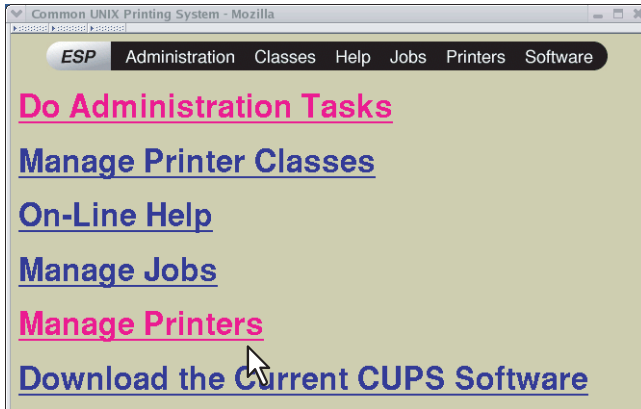 Common UNIX Printing System - Mozilla
ESP Administration Classes Help Jobs Printers Software
Do Administration Tasks
Manage Printer Classes
On-Line Help
Manage Jobs
Manage Printers
Download the Current CUPS Software